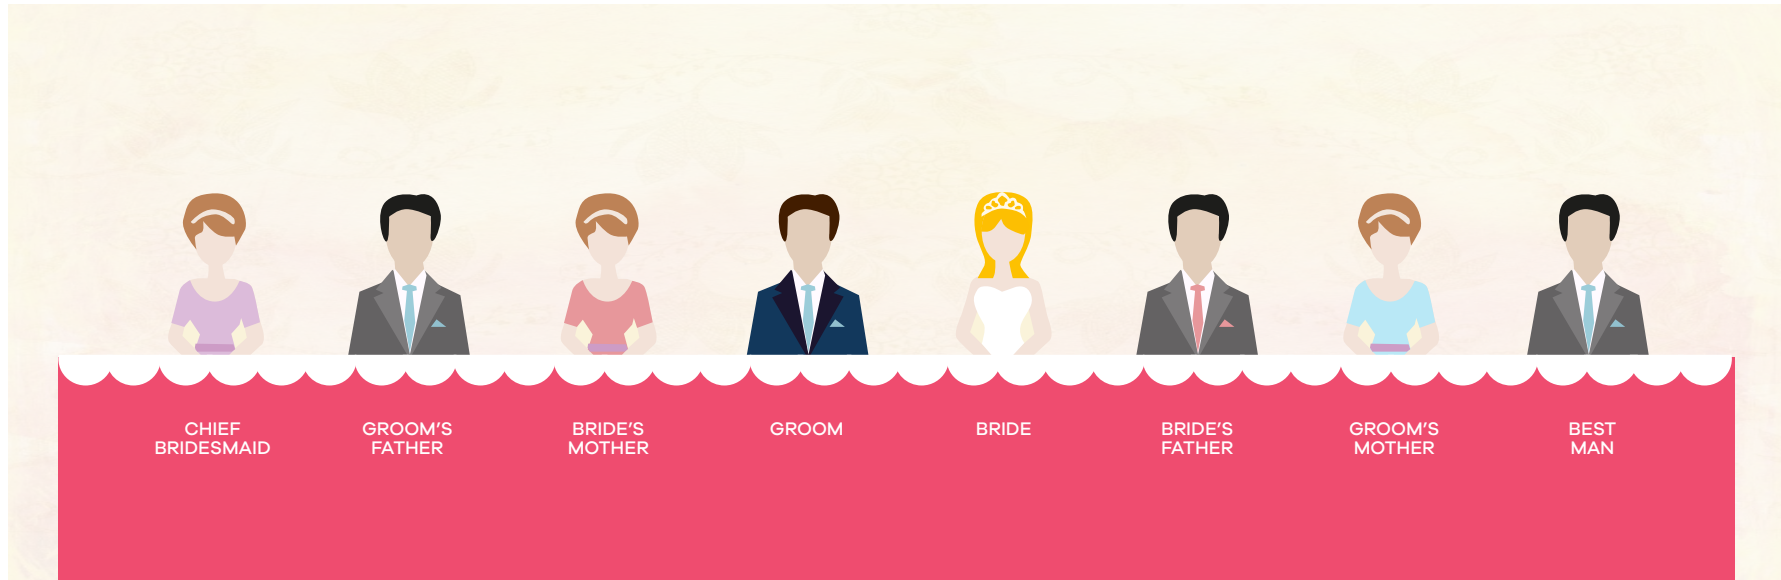 CHIEF
BRIDESMAID
GROOM’S
FATHER
BRIDE’S
MOTHER
GROOM
BRIDE
BRIDE’S
FATHER
GROOM’S
MOTHER
BEST
MAN